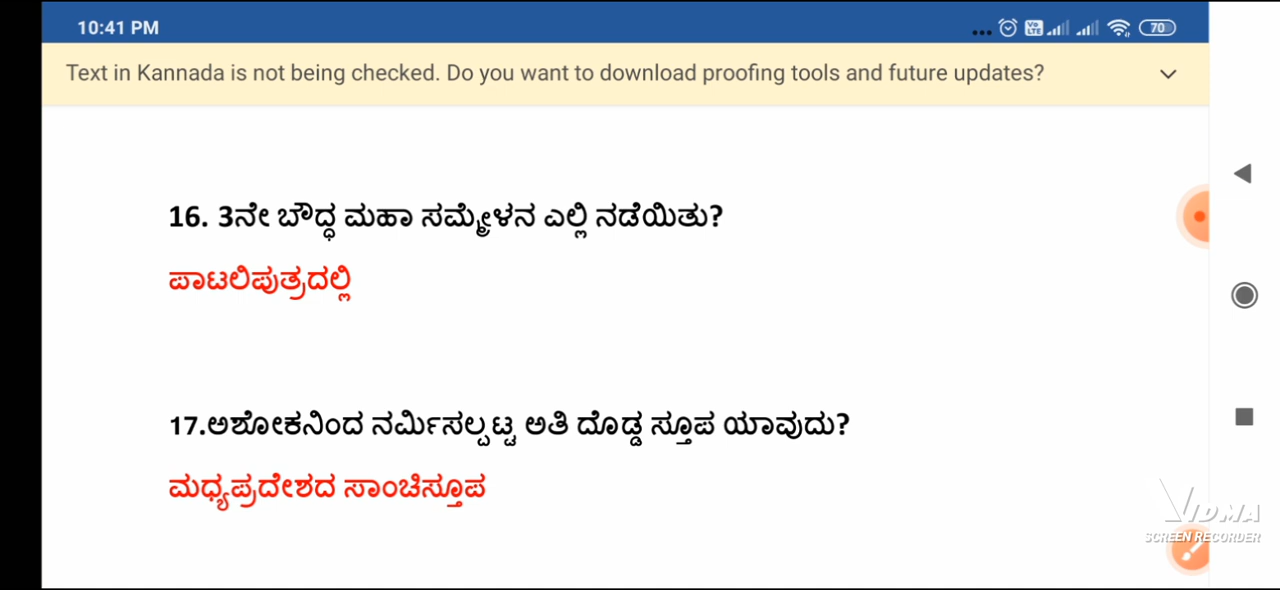 10:41 PM
Vo LTE
70
Text in Kannada is not being checked. Do you want to download proofing tools and future updates?
16. 3ನೇ ಬೌದ್ಧ ಮಹಾ ಸಮ್ಮೇಳನ ಎಲ್ಲಿ ನಡೆಯಿತು?
ಪಾಟಲಿಪುತ್ರದಲ್ಲಿ
17.ಅಶೋಕನಿಂದ ನರ್ಮಿಸಲ್ಪಟ್ಟ ಅತಿ ದೊಡ್ಡ ಸ್ತೂಪ ಯಾವುದು?
ಮಧ್ಯಪ್ರದೇಶದ ಸಾಂಚಿಸ್ತೂಪ
VIDMA
SCREEN RECORDER